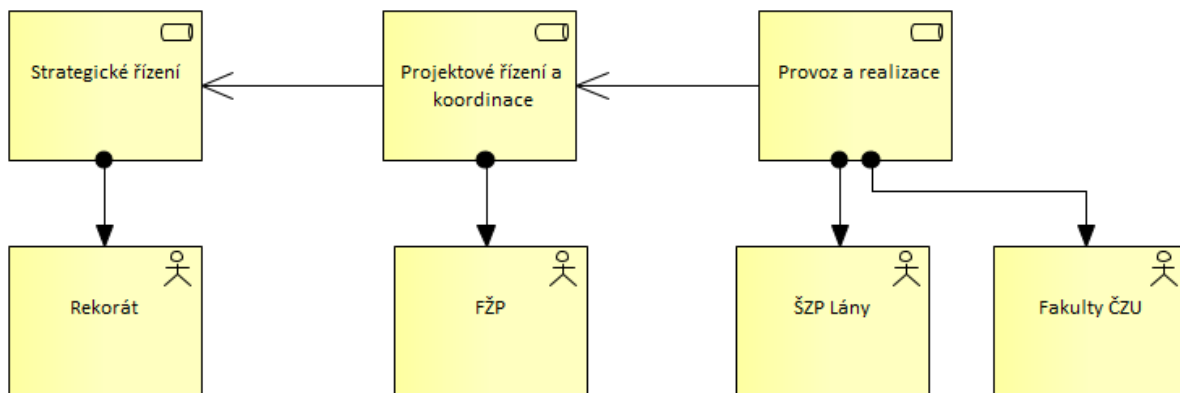 Strategické řízení
Projektové řízení a
koordinace
Provoz a realizace
Rekorát
FŽP
ŠZP Lány
Fakulty ČZU